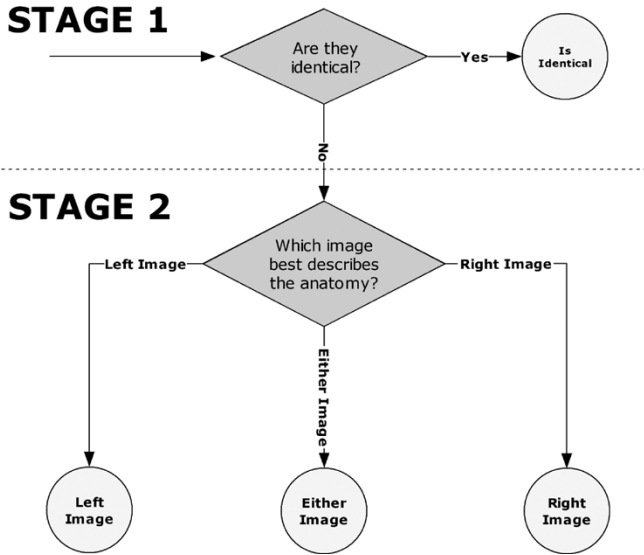 STAGE 1
Are they
identical?
Yes
Is
Identical
No
STAGE 2
Which image
best describes
the anatomy?
Left Image
Right Image
Either Image
Left
Image
Either
Image
Right
Image